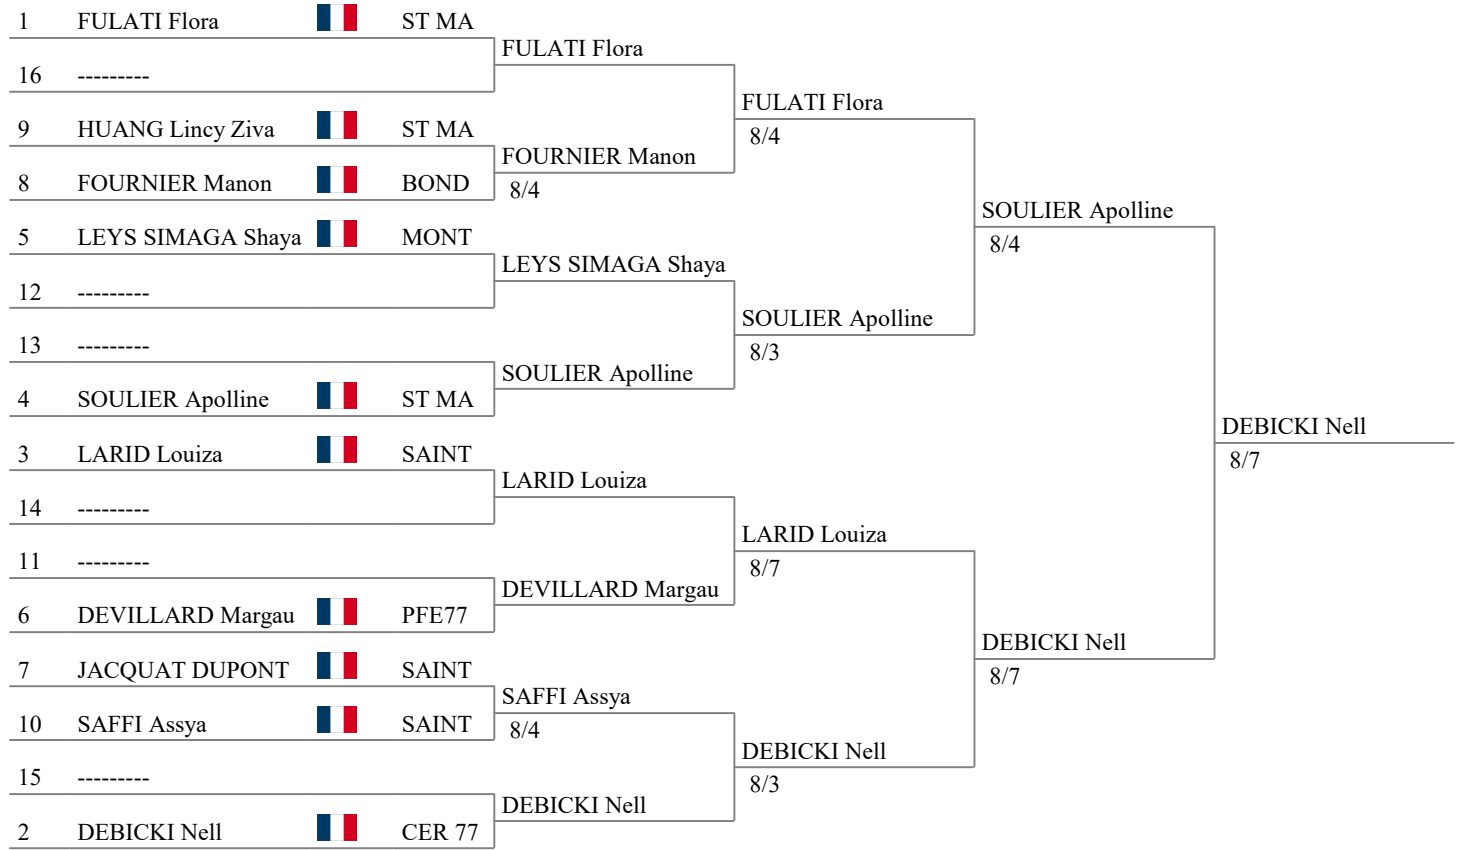 1 FULATI Flora ST MA
16 ---------
9 HUANG Lincy Ziva ST MA
8 FOURNIER Manon BOND
5 LEYS SIMAGA Shaya MONT
12 ---------
13 ---------
4 SOULIER Apolline ST MA
3 LARID Louiza SAINT
14 ---------
11 ---------
6 DEVILLARD Margau PFE77
7 JACQUAT DUPONT SAINT
10 SAFFI Assya SAINT
15 ---------
2 DEBICKI Nell CER 77
FULATI Flora
FOURNIER Manon
8/4
LEYS SIMAGA Shaya
SOULIER Apolline
LARID Louiza
DEVILLARD Margau
SAFFI Assya
8/4
DEBICKI Nell
FULATI Flora
8/4
SOULIER Apolline
8/3
LARID Louiza
8/7
DEBICKI Nell
8/3
SOULIER Apolline
8/4
DEBICKI Nell
8/7
DEBICKI Nell
8/7